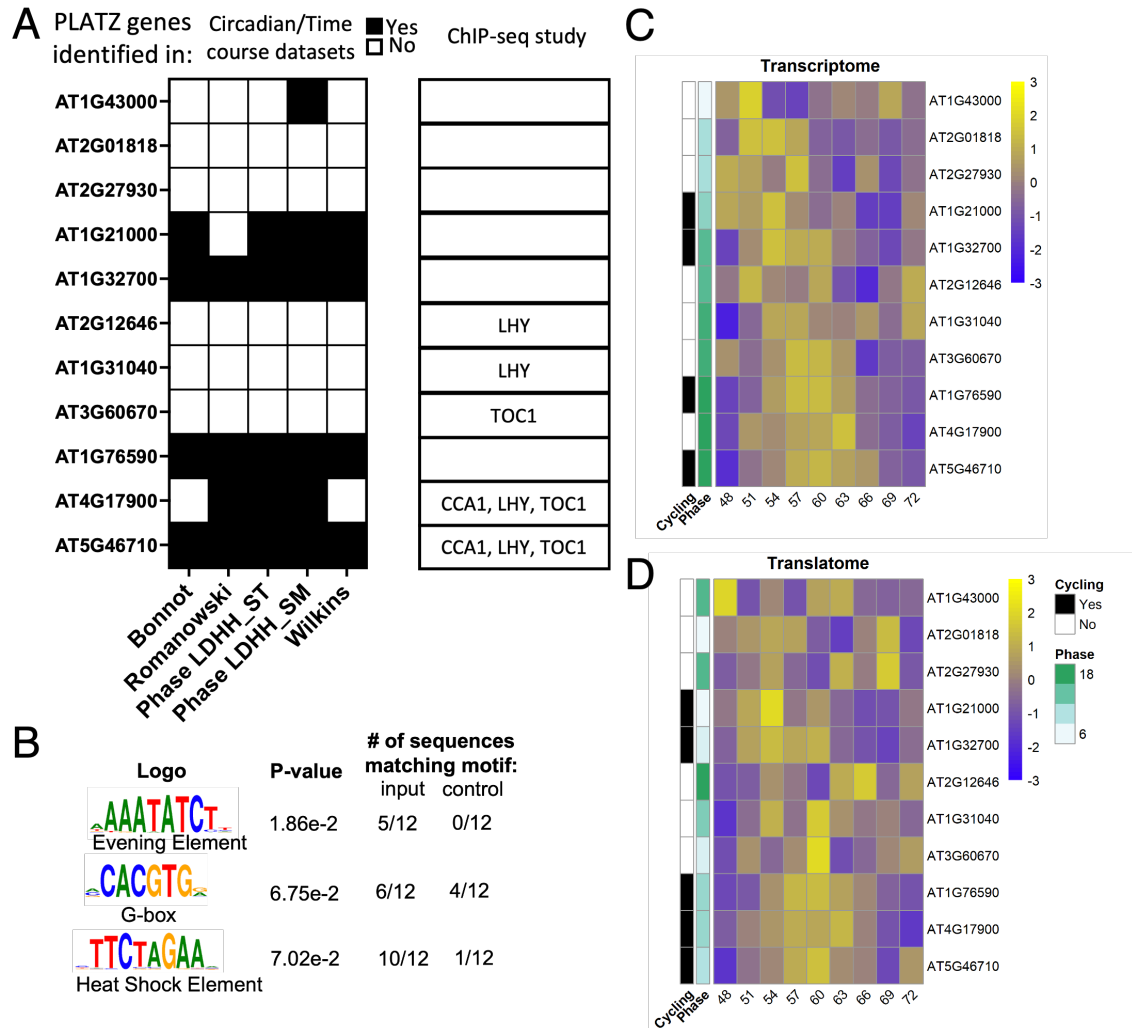 A
PLATZ genes
identified in:
Circadian/Time
course datasets
Yes
No
ChIP-seq study
AT1G43000
AT2G01818
AT2G27930
AT1G21000
AT1G32700
AT2G12646
LHY
AT1G31040
LHY
AT3G60670
TOC1
AT1G76590
AT4G17900
CCA1, LHY, TOC1
AT5G46710
CCA1, LHY, TOC1
Bonnot
Romanowski
Phase LDHH_ST
Phase LDHH_SM
Wilkins
B
Logo
P-value
# of sequences
matching motif:
input
control
AAATATCT
Evening Element
1.86e-2
5/12
0/12
CACGTG
G-box
6.75e-2
6/12
4/12
TTCTAGAA
Heat Shock Element
7.02e-2
10/12
1/12
C
Transcriptome
AT1G43000
AT2G01818
AT2G27930
AT1G21000
AT1G32700
AT2G12646
AT1G31040
AT3G60670
AT1G76590
AT4G17900
AT5G46710
Cycling
Phase
48
51
54
57
60
63
66
69
72
3
2
1
0
-1
-2
-3
D
Translatome
AT1G43000
AT2G01818
AT2G27930
AT1G21000
AT1G32700
AT2G12646
AT1G31040
AT3G60670
AT1G76590
AT4G17900
AT5G46710
Cycling
Phase
48
51
54
57
60
63
66
69
72
3
2
1
0
-1
-2
-3
Cycling
Yes
No
Phase
18
6